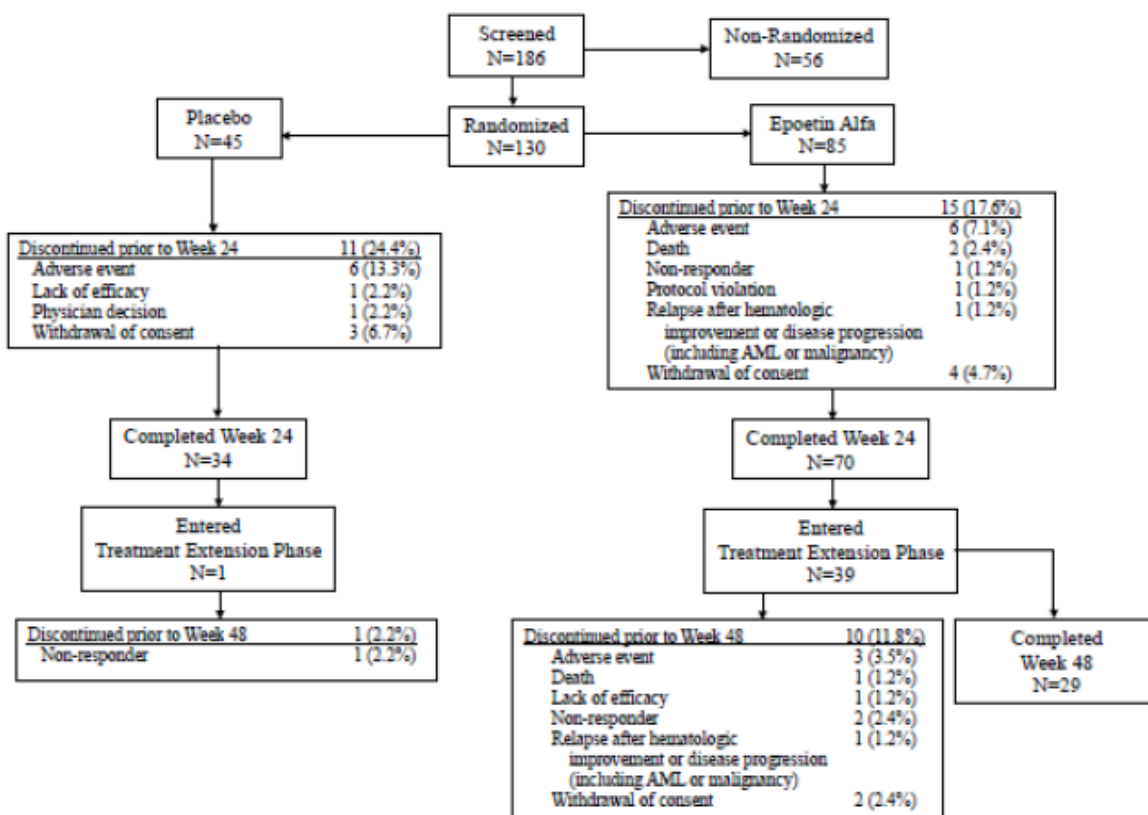 Screened
N=186
Non-Randomized
N=56
Placebo
N=45
Randomized
N=130
Epoetin Alfa
N=85
Discontinued prior to Week 24 11 (24.4%)
Adverse event 6 (13.3%)
Lack of efficacy 1 (2.2%)
Physician decision 1 (2.2%)
Withdrawal of consent 3 (6.7%)
Discontinued prior to Week 24 15 (17.6%)
Adverse event 6 (7.1%)
Death 2 (2.4%)
Non-responder 1 (1.2%)
Protocol violation 1 (1.2%)
Relapse after hematologic 1 (1.2%)
improvement or disease progression
(including AML or malignancy)
Withdrawal of consent 4 (4.7%)
Completed Week 24
N=34
Completed Week 24
N=70
Entered
Treatment Extension Phase
N=1
Entered
Treatment Extension Phase
N=39
Discontinued prior to Week 48 1 (2.2%)
Non-responder 1 (2.2%)
Discontinued prior to Week 48 10 (11.8%)
Adverse event 3 (3.5%)
Death 1 (1.2%)
Lack of efficacy 1 (1.2%)
Non-responder 2 (2.4%)
Relapse after hematologic 1 (1.2%)
improvement or disease progression
(including AML or malignancy)
Withdrawal of consent 2 (2.4%)
Completed
Week 48
N=29